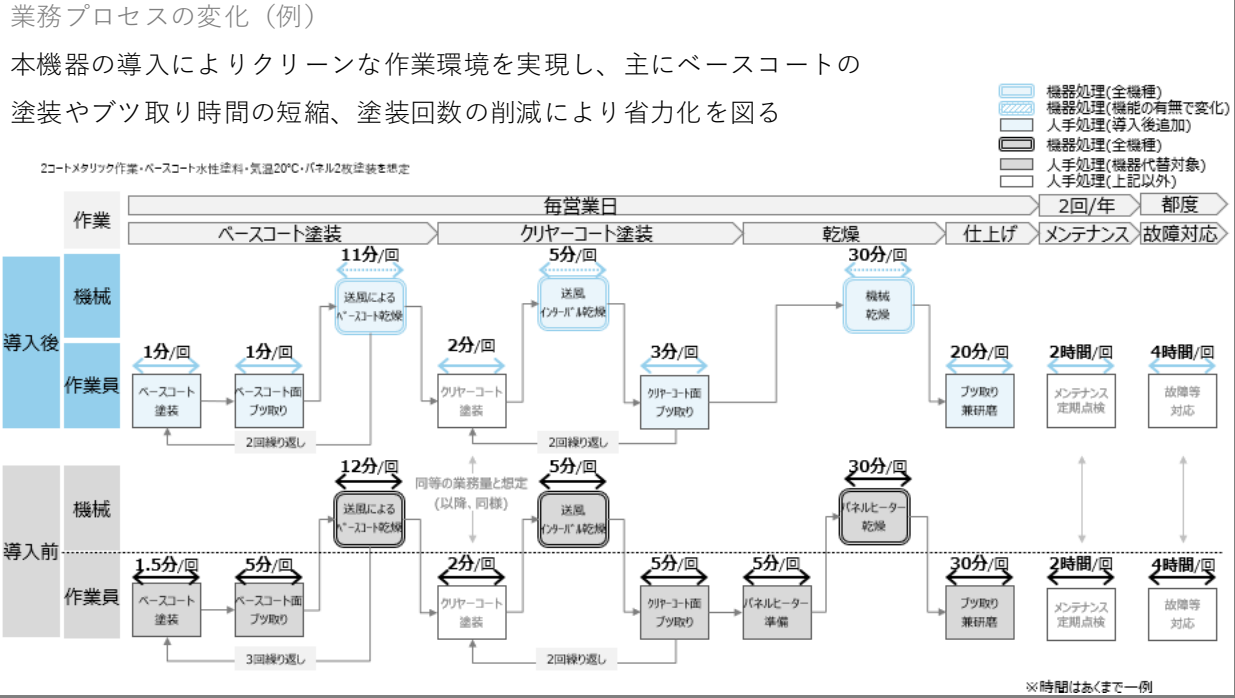 業務プロセスの変化（例）
本機器の導入によりクリーンな作業環境を実現し、主にベースコートの
塗装やブツ取り時間の短縮、塗装回数の削減により省力化を図る
機器処理(全機種)
機器処理(機能の有無で変化)
人手処理(導入後追加)
機器処理(全機種)
人手処理(機器代替対象)
人手処理(上記以外)
2コートメタリック作業・ベースコート水性塗料・気温20℃・パネル2枚塗装を想定
作業
毎営業日
2回/年
都度
ベースコート塗装
クリヤーコート塗装
乾燥
仕上げ
メンテナンス
故障対応
導入後
機械
11分/回
送風による
ベースコート乾燥
5分/回
送風
インターバル乾燥
30分/回
機械
乾燥
作業員
1分/回
ベースコート
塗装
1分/回
ベースコート面
ブツ取り
2分/回
クリヤーコート
塗装
3分/回
クリヤーコート面
ブツ取り
20分/回
ブツ取り
兼研磨
2時間/回
メンテナンス
定期点検
4時間/回
故障等
対応
2回繰り返し
2回繰り返し
同等の業務量と想定
(以降、同様)
導入前
機械
12分/回
送風による
ベースコート乾燥
5分/回
送風
インターバル乾燥
30分/回
パネルヒーター
乾燥
作業員
1.5分/回
ベースコート
塗装
5分/回
ベースコート面
ブツ取り
2分/回
クリヤーコート
塗装
5分/回
クリヤーコート面
ブツ取り
5分/回
パネルヒーター
準備
30分/回
ブツ取り
兼研磨
2時間/回
メンテナンス
定期点検
4時間/回
故障等
対応
3回繰り返し
2回繰り返し
※時間はあくまで一例